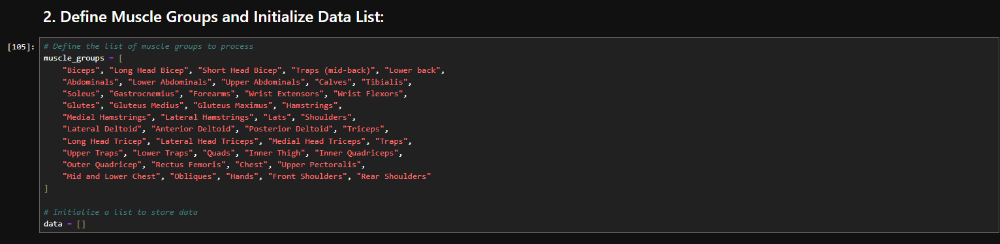 2. Define Muscle Groups and Initialize Data List:
[105]:
# Define the list of muscle groups to process
muscle_groups = [
    "Biceps", "Long Head Bicep", "Short Head Bicep", "Traps (mid-back)", "Lower back",
    "Abdominals", "Lower Abdominals", "Upper Abdominals", "Calves", "Tibialis",
    "Soleus", "Gastrocnemius", "Forearms", "Wrist Extensors", "Wrist Flexors",
    "Glutes", "Gluteus Medius", "Gluteus Maximus", "Hamstrings",
    "Medial Hamstrings", "Lateral Hamstrings", "Lats", "Shoulders",
    "Lateral Deltoid", "Anterior Deltoid", "Posterior Deltoid", "Triceps",
    "Long Head Tricep", "Lateral Head Triceps", "Medial Head Triceps", "Traps",
    "Upper Traps", "Lower Traps", "Quads", "Inner Thigh", "Inner Quadriceps",
    "Outer Quadricep", "Rectus Femoris", "Chest", "Upper Pectoralis",
    "Mid and Lower Chest", "Obliques", "Hands", "Front Shoulders", "Rear Shoulders"
]
# Initialize a list to store data
data = []